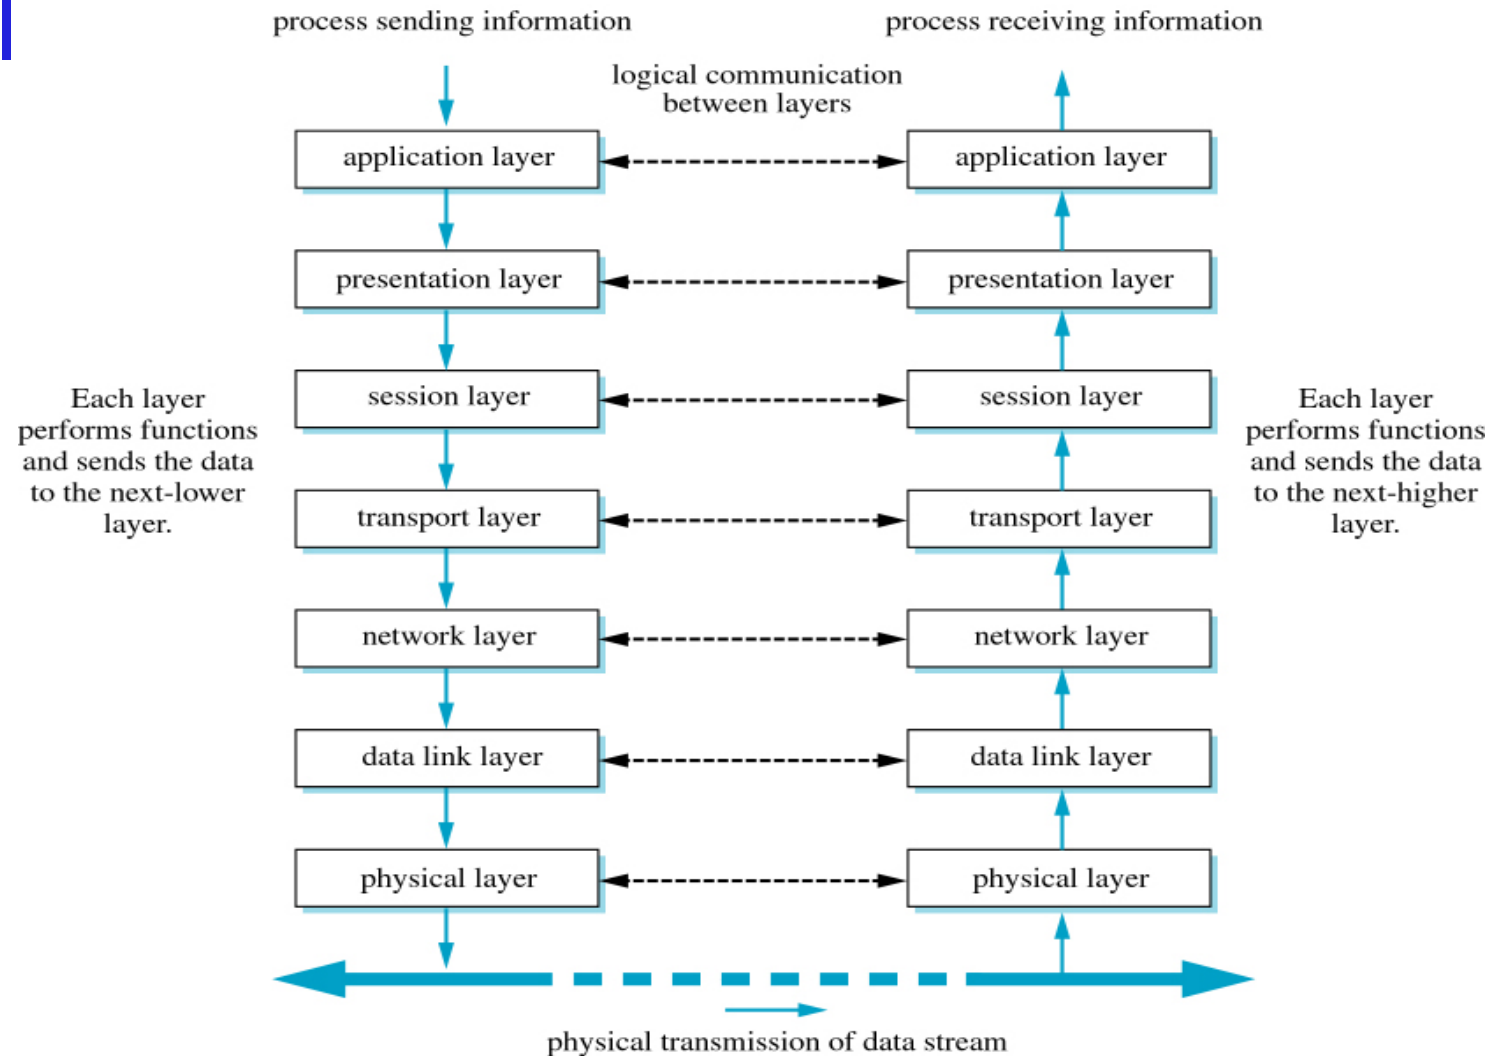 process sending information
process receiving information
logical communication
between layers
application layer
application layer
presentation layer
presentation layer
session layer
session layer
Each layer
performs functions
and sends the data
to the next-lower
layer.
Each layer
performs functions
and sends the data
to the next-higher
layer.
transport layer
transport layer
network layer
network layer
data link layer
data link layer
physical layer
physical layer
physical transmission of data stream